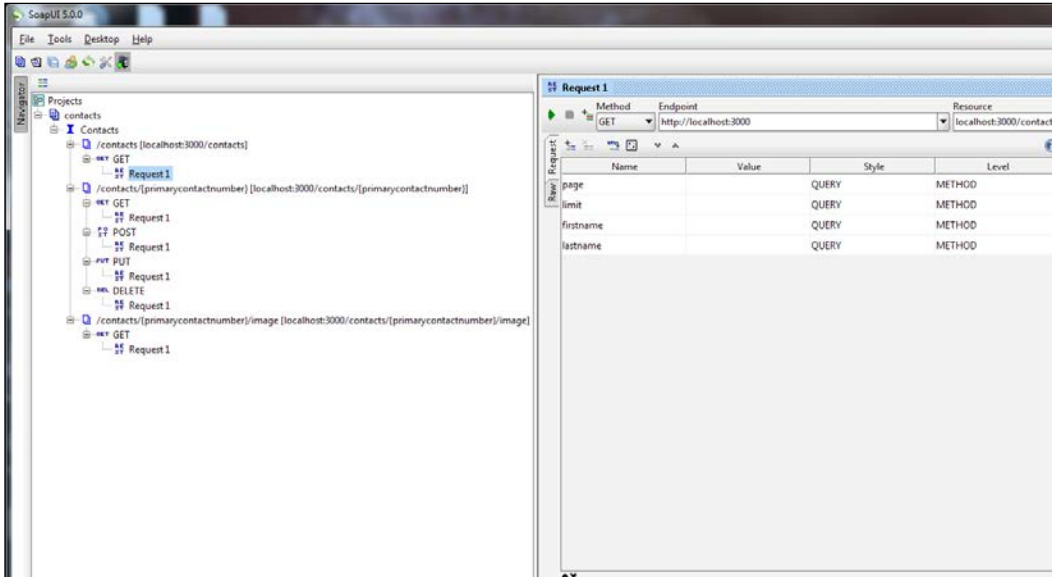 SoapUI 5.0.0
File Tools Desktop Help
Navigator
Projects
contacts
Contacts
/contacts [localhost:3000/contacts]
GET
Request 1
/contacts/{primarycontactnumber} [localhost:3000/contacts/{primarycontactnumber}]
GET
Request 1
POST
Request 1
PUT
Request 1
DELETE
Request 1
/contacts/{primarycontactnumber}/image [localhost:3000/contacts/{primarycontactnumber}/image]
GET
Request 1
Request 1
Method Endpoint Resource
GET http://localhost:3000 localhost:3000/contact
Request
Raw
Name Value Style Level
page QUERY METHOD
limit QUERY METHOD
firstname QUERY METHOD
lastname QUERY METHOD